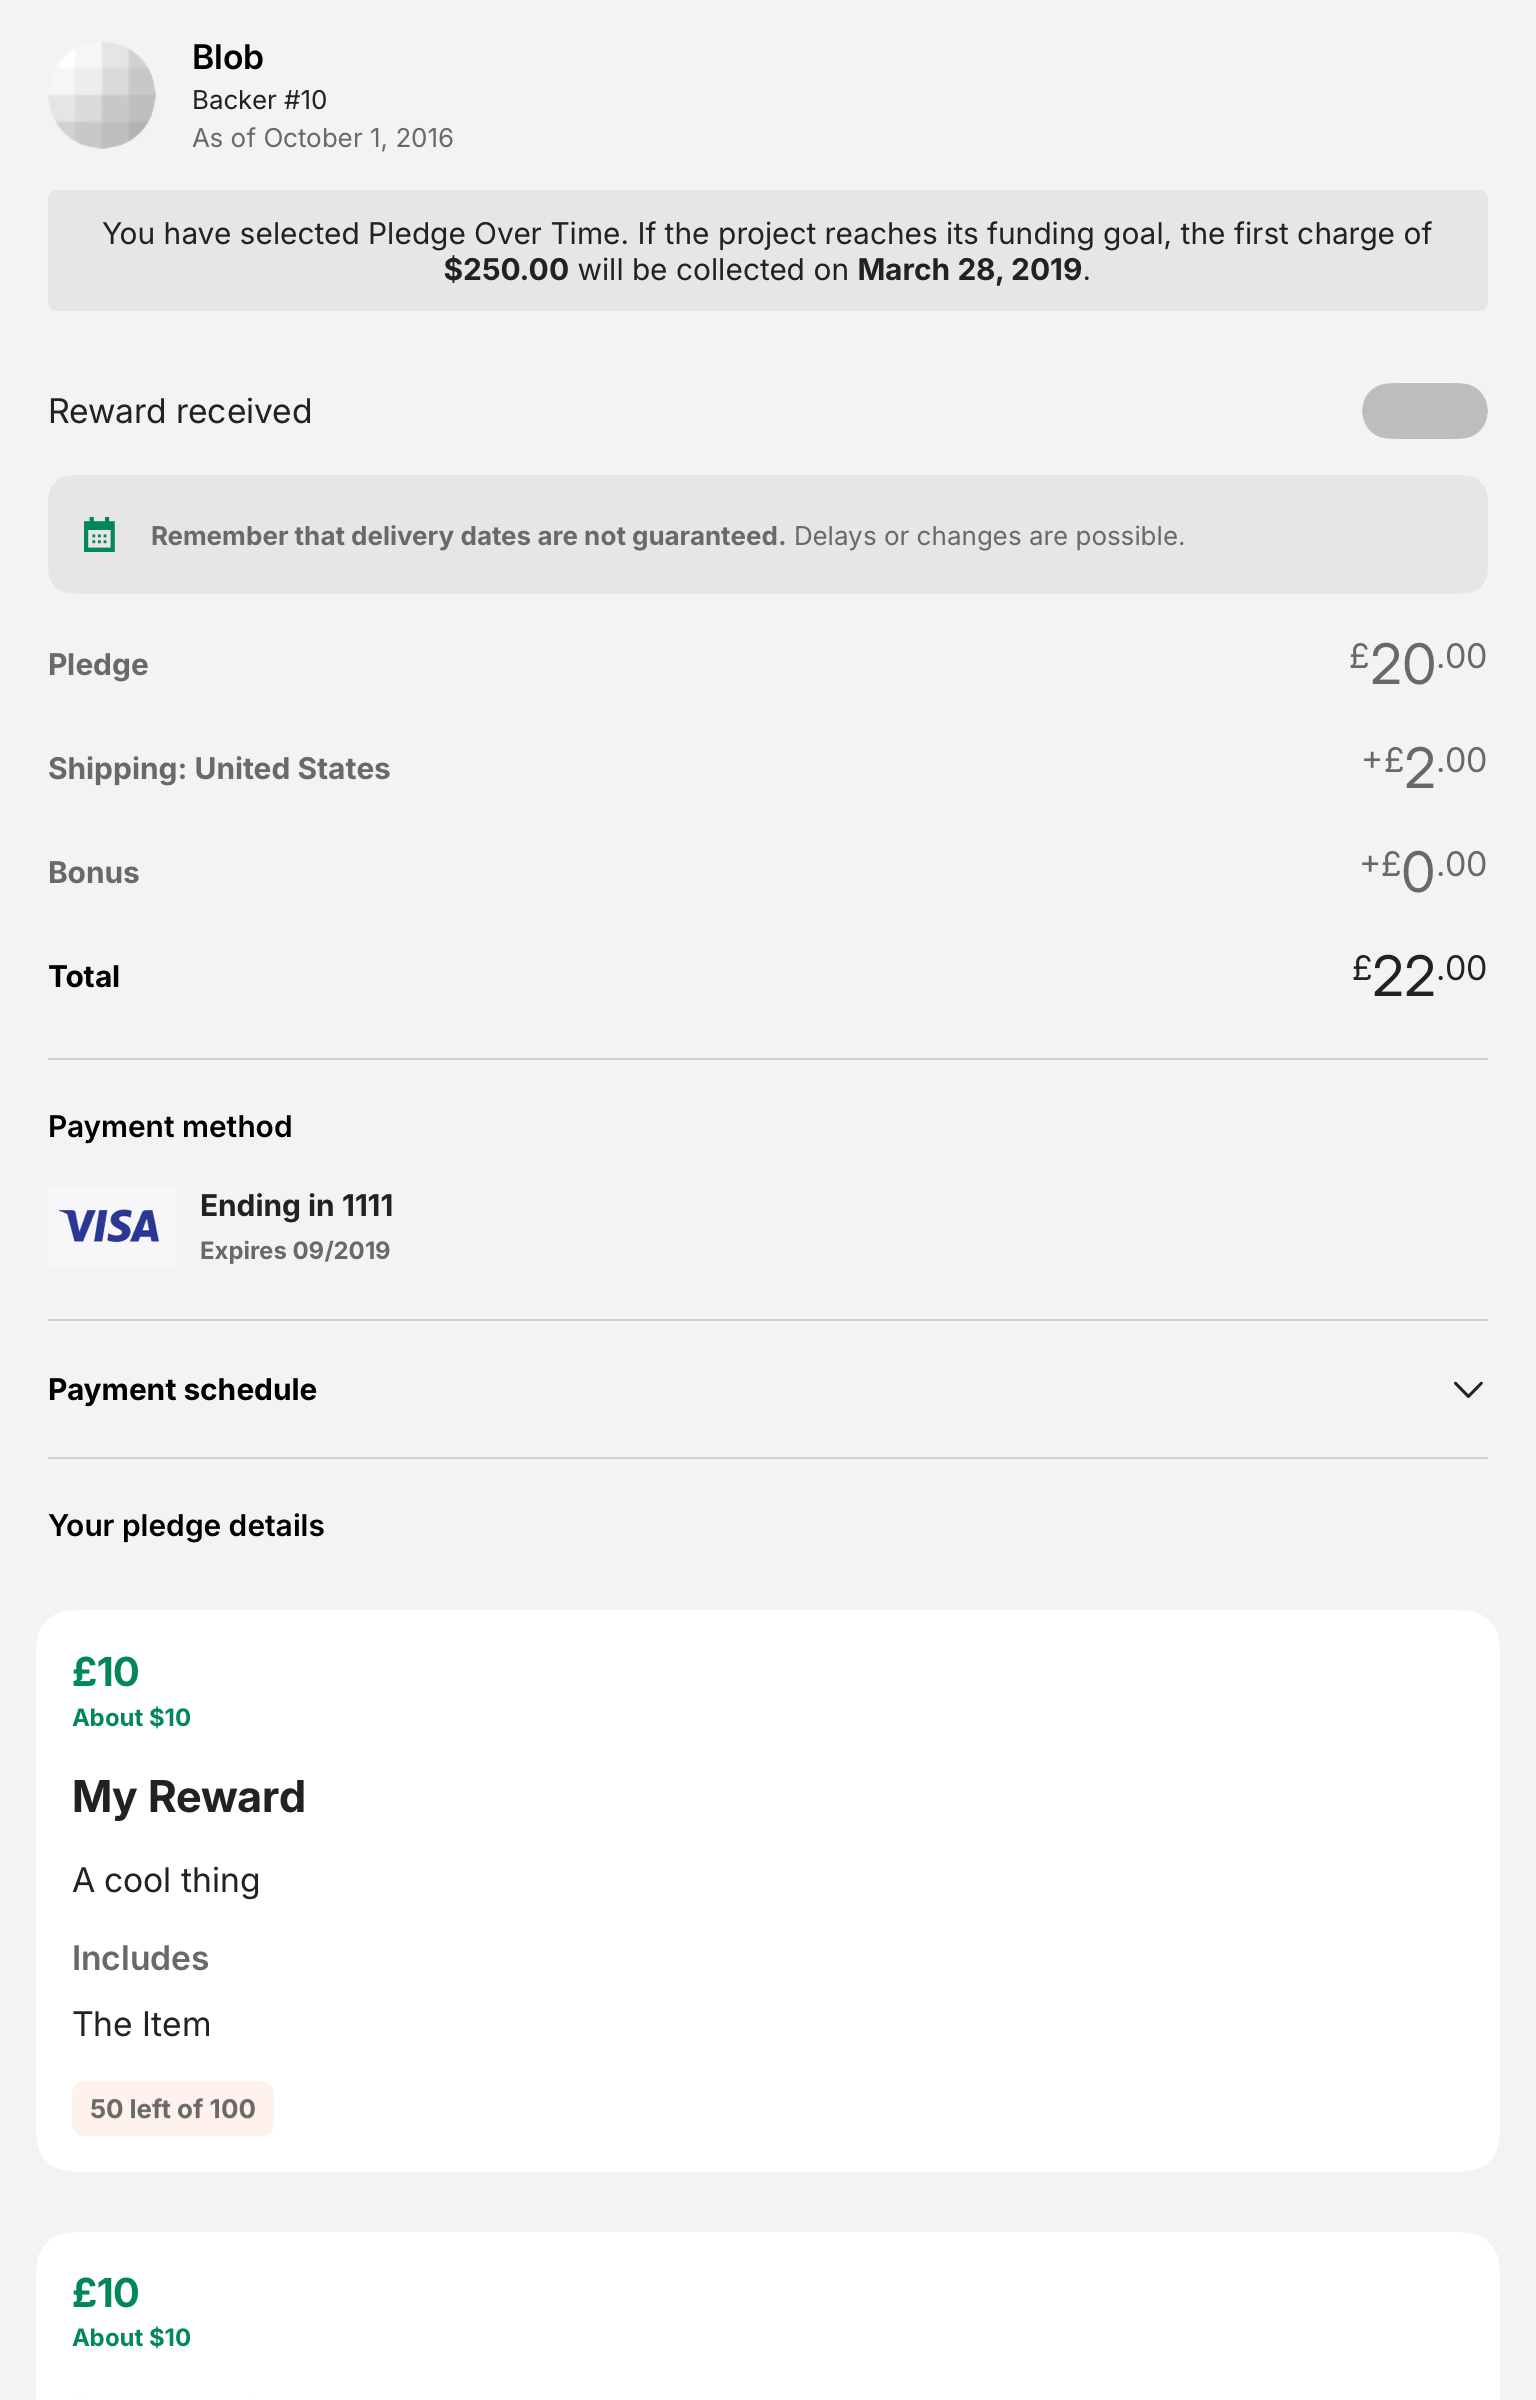 Blob
Backer #10
As of October 1, 2016
You have selected Pledge Over Time. If the project reaches its funding goal, the first charge of
$250.00 will be collected on March 28, 2019.
Reward received
Remember that delivery dates are not guaranteed. Delays or changes are possible.
Pledge £20.00
Shipping: United States +£2.00
Bonus +£0.00
Total £22.00
Payment method
VISA
Ending in 1111
Expires 09/2019
Payment schedule
Your pledge details
£10
About $10
My Reward
A cool thing
Includes
The Item
50 left of 100
£10
About $10